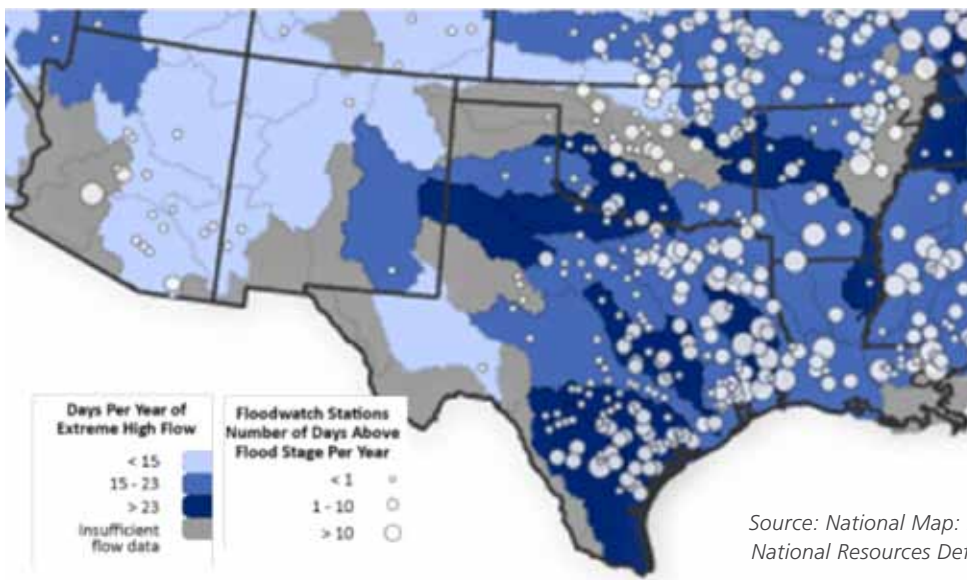 Days Per Year of
Extreme High Flow
< 15
15 - 23
> 23
Insufficient
flow data
Floodwatch Stations
Number of Days Above
Flood Stage Per Year
< 1
1 - 10
> 10
Source: National Map:
National Resources Def